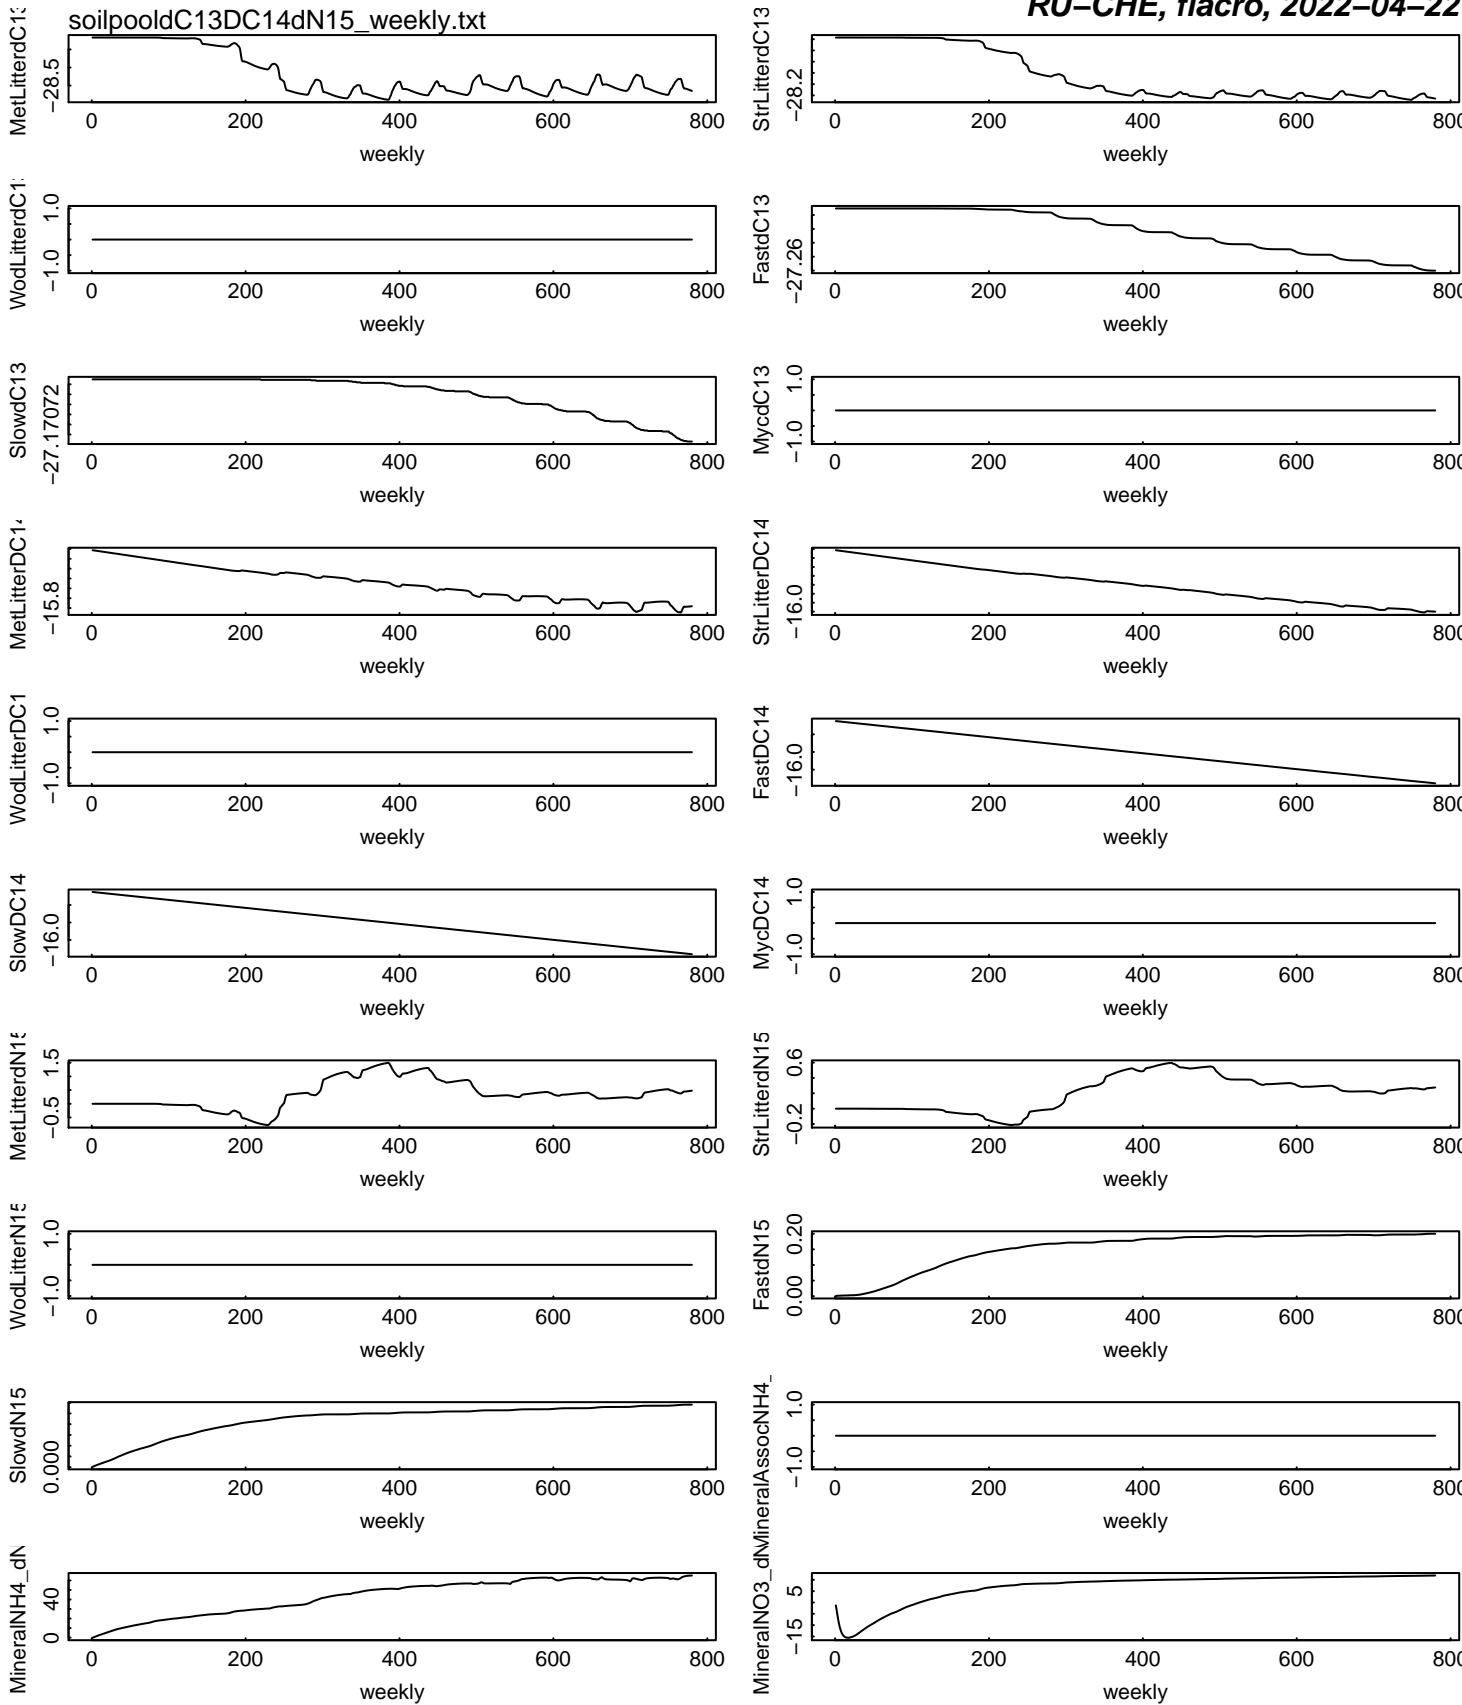 soilpooldC13DC14dN15_weekly.txt
RU–CHE, flacro, 2022–04–22
MetLitterdC13
−28.5
0 200 400 600 800
weekly
StrLitterdC13
−28.2
0 200 400 600 800
weekly
WodLitterdC1
−1.0 1.0
0 200 400 600 800
weekly
FastdC13
−27.26
0 200 400 600 800
weekly
SlowdC13
−27.17072
0 200 400 600 800
weekly
MycdC13
−1.0 1.0
0 200 400 600 800
weekly
MetLitterDC14
−15.8
0 200 400 600 800
weekly
StrLitterDC14
−16.0
0 200 400 600 800
weekly
WodLitterDC1
−1.0 1.0
0 200 400 600 800
weekly
FastDC14
−16.0
0 200 400 600 800
weekly
SlowDC14
−16.0
0 200 400 600 800
weekly
MycDC14
−1.0 1.0
0 200 400 600 800
weekly
MetLitterdN15
−0.5 1.5
0 200 400 600 800
weekly
StrLitterdN15
−0.2 0.6
0 200 400 600 800
weekly
WodLitterN15
−1.0 1.0
0 200 400 600 800
weekly
FastdN15
0.00 0.20
0 200 400 600 800
weekly
SlowdN15
0.000
0 200 400 600 800
weekly
MineralAssocNH4_
−1.0 1.0
0 200 400 600 800
weekly
MineralNH4_dN
0 40
0 200 400 600 800
weekly
MineralNO3_dN
−15 5
0 200 400 600 800
weekly